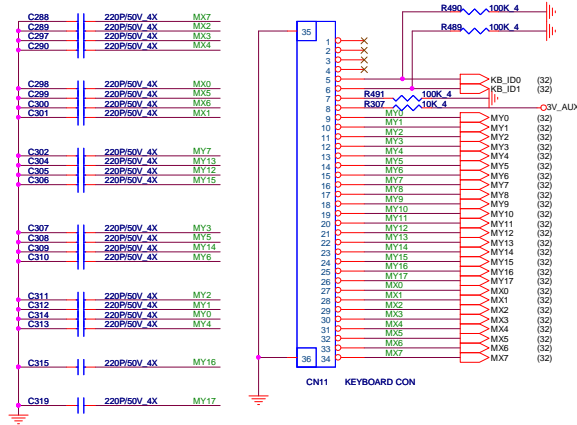 C288 220P/50V_4X MX7
C289 220P/50V_4X MX2
C297 220P/50V_4X MX3
C290 220P/50V_4X MX4
C298 220P/50V_4X MX0
C299 220P/50V_4X MX5
C300 220P/50V_4X MX6
C301 220P/50V_4X MX1
C302 220P/50V_4X MY7
C304 220P/50V_4X MY13
C305 220P/50V_4X MY12
C306 220P/50V_4X MY15
C307 220P/50V_4X MY3
C308 220P/50V_4X MY5
C309 220P/50V_4X MY14
C310 220P/50V_4X MY6
C311 220P/50V_4X MY2
C312 220P/50V_4X MY1
C314 220P/50V_4X MY0
C313 220P/50V_4X MY4
C315 220P/50V_4X MY16
C319 220P/50V_4X MY17
R490 100K_4
R489 100K_4
35
1
2
3
4
5 KB_ID0 (32)
6 KB_ID1 (32)
7 R491 100K_4
8 R307 10K_4 3V_AUX
9 MY0 MY0 (32)
10 MY1 MY1 (32)
11 MY2 MY2 (32)
12 MY3 MY3 (32)
13 MY4 MY4 (32)
14 MY5 MY5 (32)
15 MY6 MY6 (32)
16 MY7 MY7 (32)
17 MY8 MY8 (32)
18 MY9 MY9 (32)
19 MY10 MY10 (32)
20 MY11 MY11 (32)
21 MY12 MY12 (32)
22 MY13 MY13 (32)
23 MY14 MY14 (32)
24 MY15 MY15 (32)
25 MY16 MY16 (32)
26 MY17 MY17 (32)
27 MX0 MX0 (32)
28 MX1 MX1 (32)
29 MX2 MX2 (32)
30 MX3 MX3 (32)
31 MX4 MX4 (32)
32 MX5 MX5 (32)
33 MX6 MX6 (32)
36 34 MX7 MX7 (32)
CN11 KEYBOARD CON